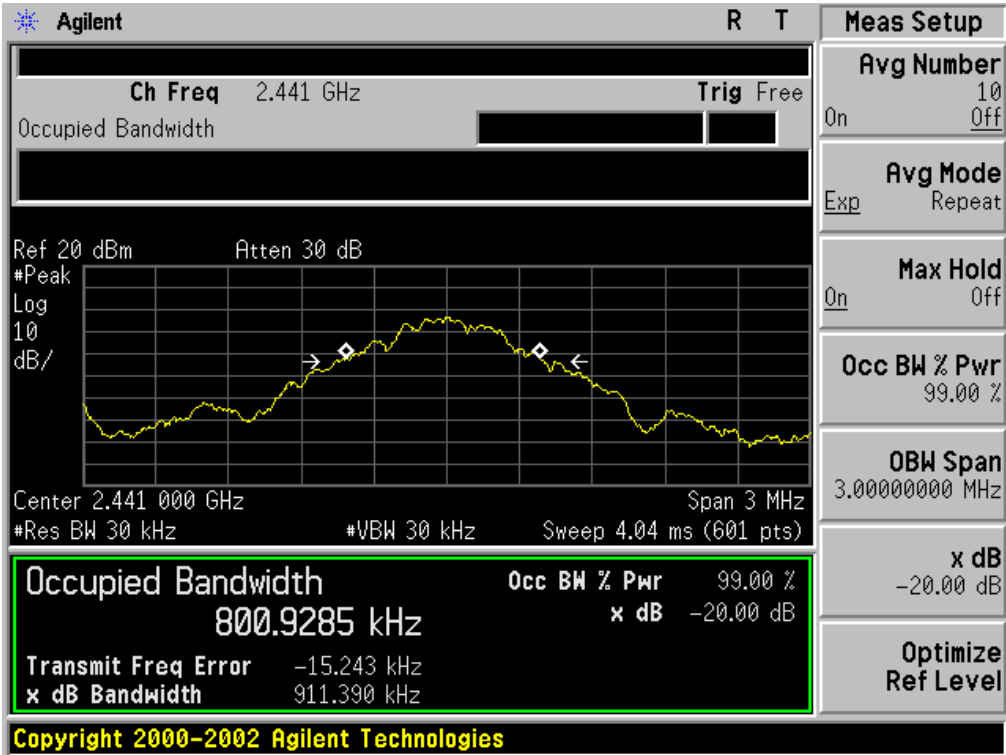 Agilent R T
Ch Freq 2.441 GHz Trig Free
Occupied Bandwidth
Ref 20 dBm Atten 30 dB
#Peak
Log
10
dB/
Center 2.441 000 GHz Span 3 MHz
#Res BW 30 kHz #VBW 30 kHz Sweep 4.04 ms (601 pts)
Occupied Bandwidth Occ BW % Pwr 99.00 %
800.9285 kHz x dB -20.00 dB
Transmit Freq Error -15.243 kHz
x dB Bandwidth 911.390 kHz
Copyright 2000-2002 Agilent Technologies
Meas Setup
Avg Number
10
On Off
Avg Mode
Exp Repeat
Max Hold
On Off
Occ BW % Pwr
99.00 %
OBW Span
3.00000000 MHz
x dB
-20.00 dB
Optimize
Ref Level